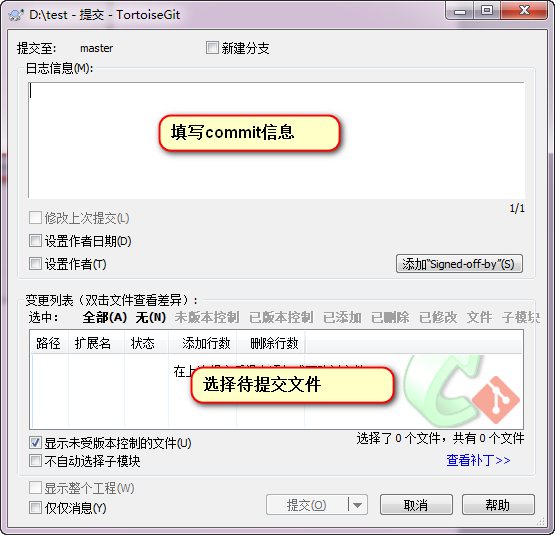 D:\test - 提交 - TortoiseGit
提交至: master 新建分支
日志信息(M):
填写commit信息
1/1
修改上次提交(L)
设置作者日期(D)
设置作者(T)
添加"Signed-off-by"(S)
变更列表（双击文件查看差异）:
选中: 全部(A) 无(N) 未版本控制 已版本控制 已添加 已删除 已修改 文件 子模块
路径 扩展名 状态 添加行数 删除行数
选择待提交文件
显示未受版本控制的文件(U)
选择了 0 个文件，共有 0 个文件
不自动选择子模块
查看补丁>>
显示整个工程(W)
仅仅消息(Y)
提交(O) 取消 帮助